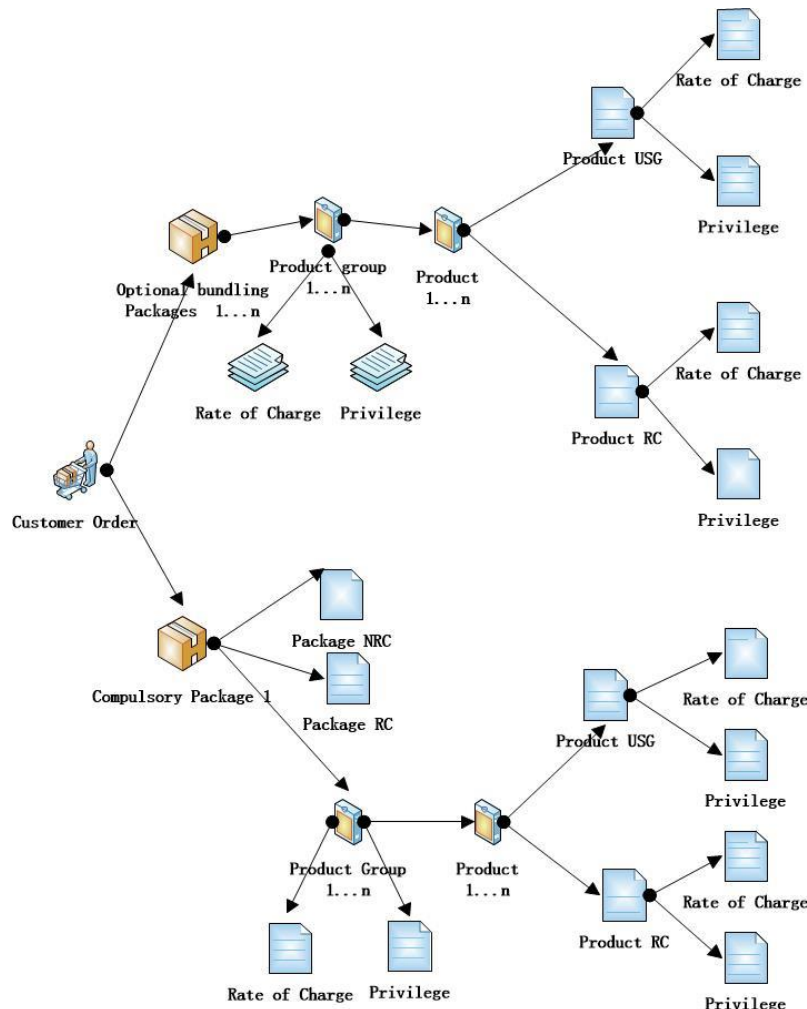 Rate of Charge
Product USG
Privilege
Product group
1...n
Product
1...n
Optional bundling
Packages 1...n
Rate of Charge
Privilege
Rate of Charge
Product RC
Privilege
Customer Order
Package NRC
Compulsory Package 1
Package RC
Rate of Charge
Product USG
Privilege
Product Group
1...n
Product
1...n
Rate of Charge
Product RC
Rate of Charge
Privilege
Privilege